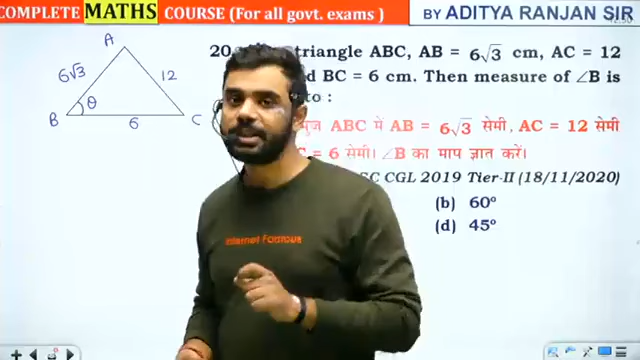 COMPLETE MATHS COURSE (For all govt. exams)
BY ADITYA RANJAN SIR
20. triangle ABC, AB = 6√3 cm, AC = 12
BC = 6 cm. Then measure of ∠B is
to :
ABC में AB = 6√3 सेमी, AC = 12 सेमी
= 6 सेमी। ∠B का माप ज्ञात करें।
CGL 2019 Tier-II (18/11/2020)
(b) 60°
(d) 45°
A
6√3
12
θ
B
6
C
Internet Famous